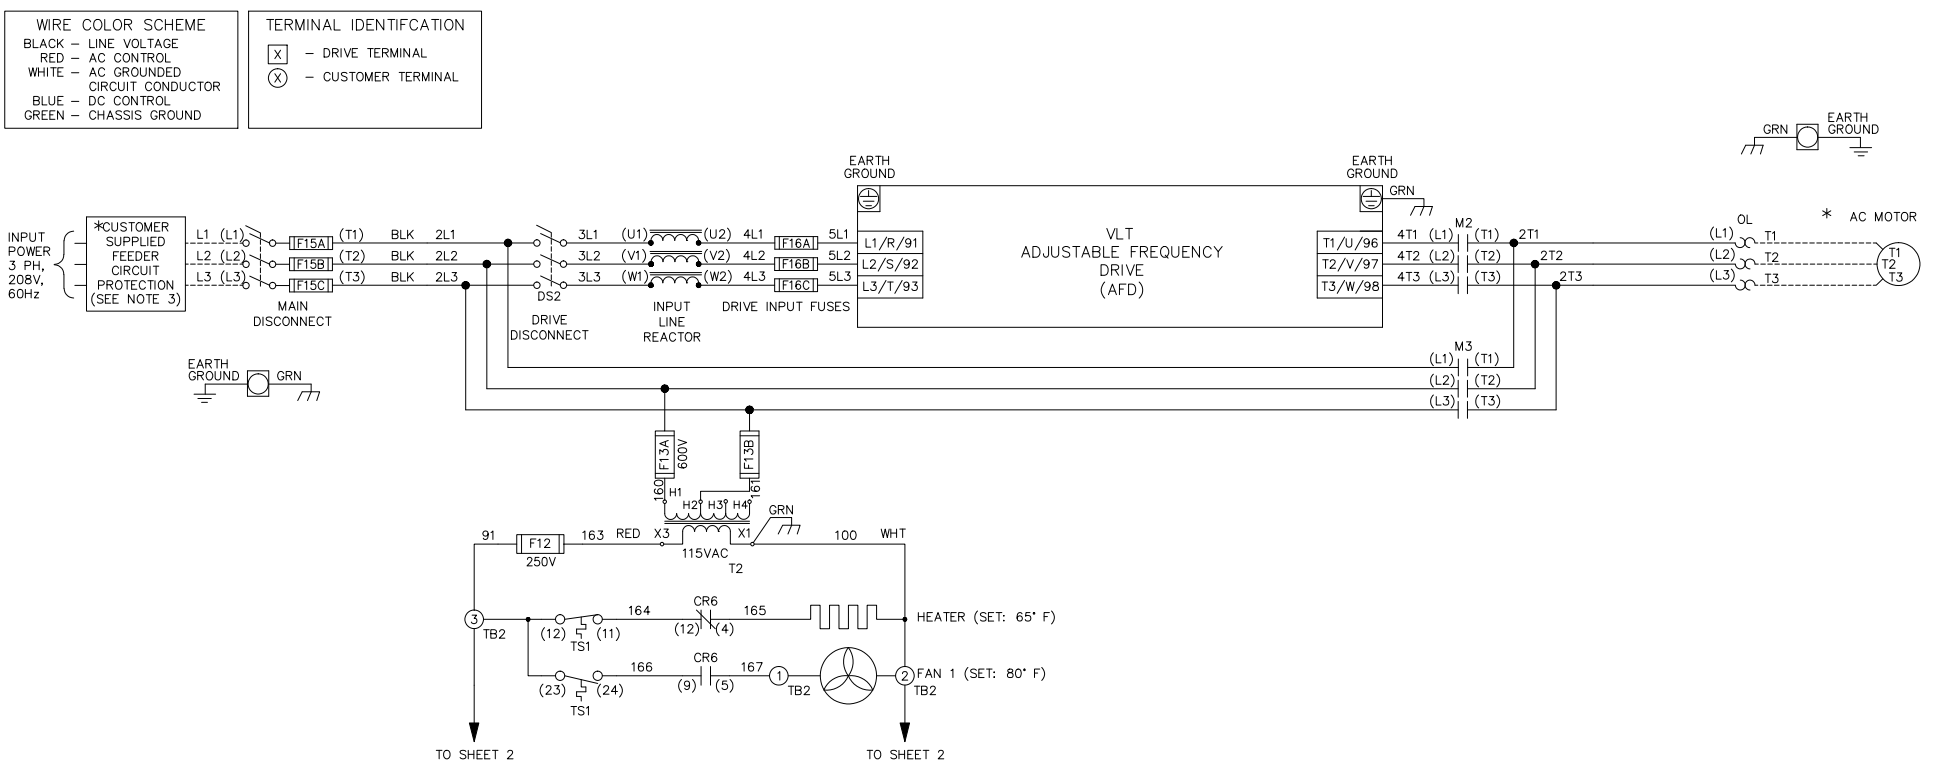 WIRE COLOR SCHEME
BLACK – LINE VOLTAGE
RED – AC CONTROL
WHITE – AC GROUNDED
CIRCUIT CONDUCTOR
BLUE – DC CONTROL
GREEN – CHASSIS GROUND
TERMINAL IDENTIFCATION
X – DRIVE TERMINAL
X – CUSTOMER TERMINAL
GRN
EARTH
GROUND
INPUT
POWER
3 PH,
208V,
60Hz
*CUSTOMER
SUPPLIED
FEEDER
CIRCUIT
PROTECTION
(SEE NOTE 3)
L1 (L1) F15A (T1) BLK 2L1
L2 (L2) F15B (T2) BLK 2L2
L3 (L3) F15C (T3) BLK 2L3
MAIN
DISCONNECT
DS2
DRIVE
DISCONNECT
3L1 (U1) (U2) 4L1 F16A 5L1
3L2 (V1) (V2) 4L2 F16B 5L2
3L3 (W1) (W2) 4L3 F16C 5L3
INPUT
LINE
REACTOR
DRIVE INPUT FUSES
EARTH
GROUND
L1/R/91
L2/S/92
L3/T/93
VLT
ADJUSTABLE FREQUENCY
DRIVE
(AFD)
EARTH
GROUND
GRN
T1/U/96
T2/V/97
T3/W/98
M2
4T1 (L1) (T1) 2T1
4T2 (L2) (T2) 2T2
4T3 (L3) (T3) 2T3
OL
(L1) T1
(L2) T2
(L3) T3
* AC MOTOR
T1
T2
T3
M3
(L1) (T1)
(L2) (T2)
(L3) (T3)
EARTH
GROUND
GRN
F13A
600V
F13B
160
161
H1
H2 H3 H4
GRN
91 F12 163 RED X3 X1 100 WHT
250V
115VAC
T2
3
TB2
164 CR6 165
(12) (11) (12) (4)
TS1
HEATER (SET: 65° F)
166 CR6 167
(23) (24) (9) (5)
TS1
1
TB2
2
TB2
FAN 1 (SET: 80° F)
TO SHEET 2
TO SHEET 2